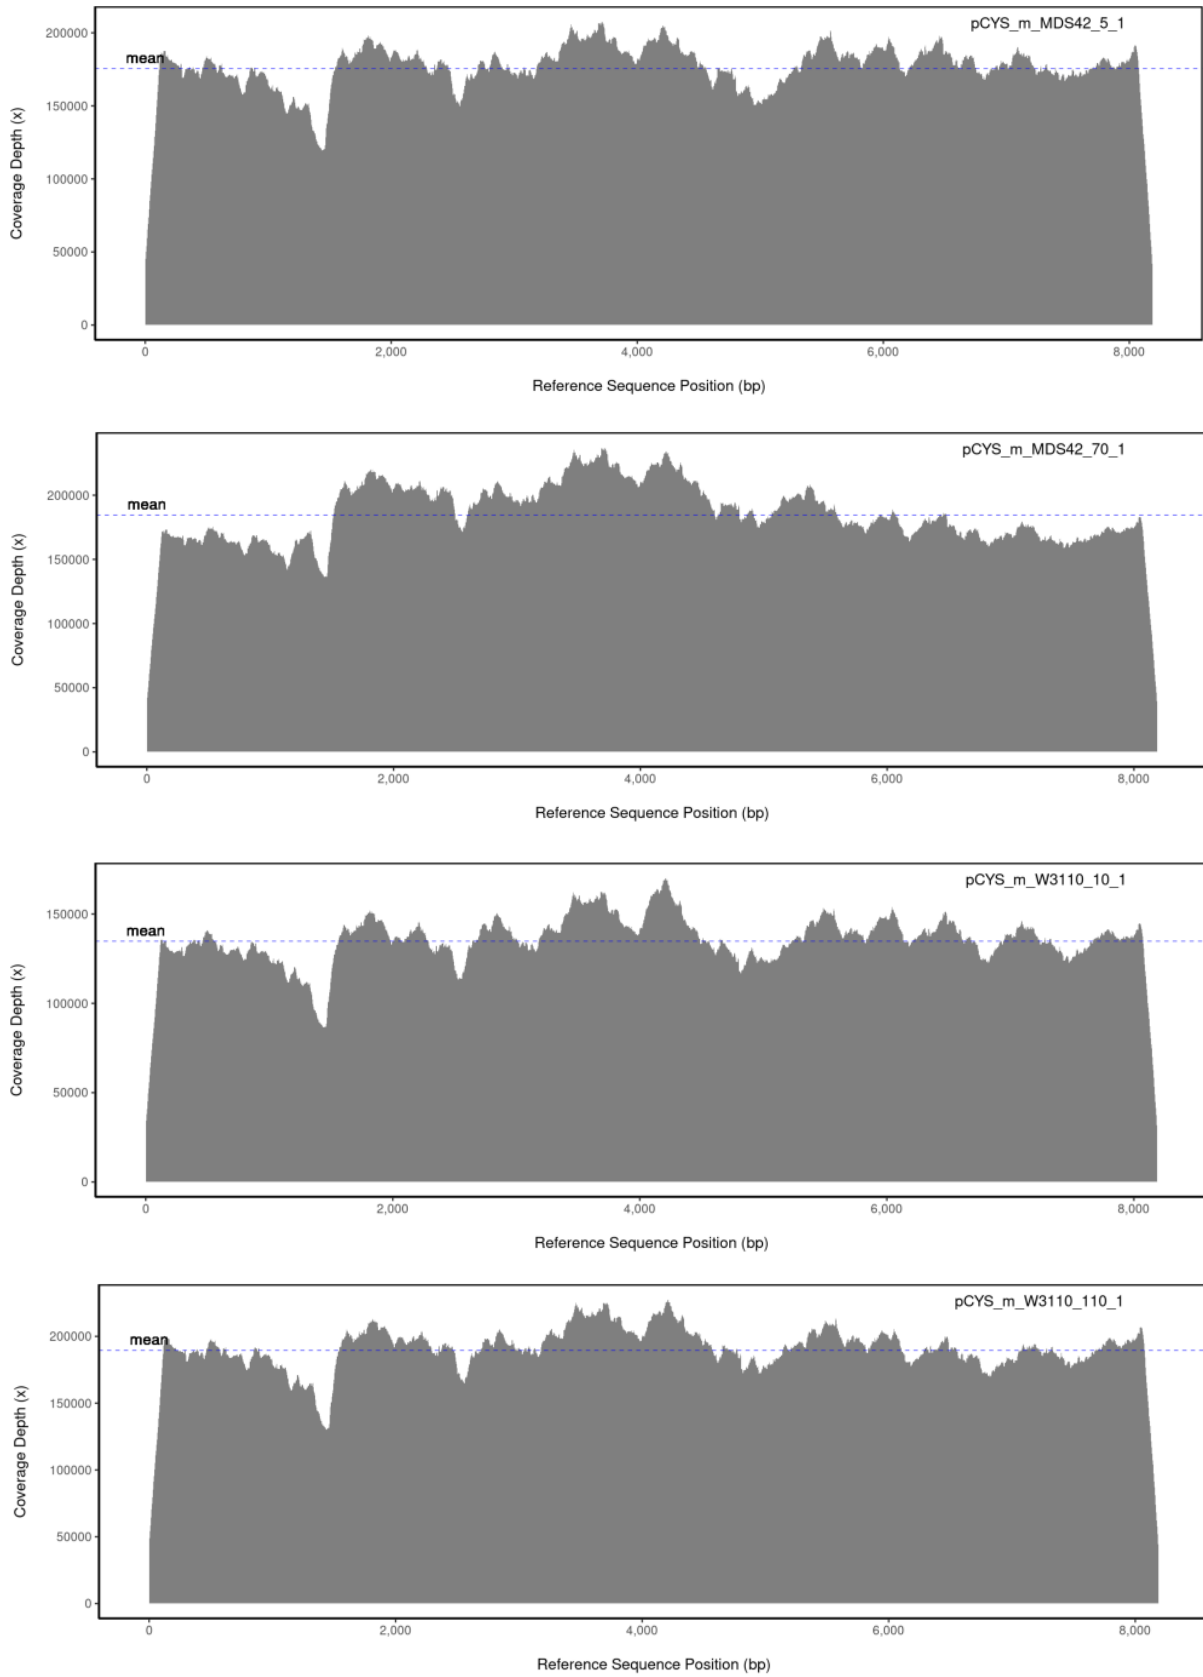 pCYS_m_MDS42_5_1
200000
mean
150000
100000
50000
0
Coverage Depth (x)
0 2,000 4,000 6,000 8,000
Reference Sequence Position (bp)
pCYS_m_MDS42_70_1
200000
mean
150000
100000
50000
0
Coverage Depth (x)
0 2,000 4,000 6,000 8,000
Reference Sequence Position (bp)
pCYS_m_W3110_10_1
150000
mean
100000
50000
0
Coverage Depth (x)
0 2,000 4,000 6,000 8,000
Reference Sequence Position (bp)
pCYS_m_W3110_110_1
200000
mean
150000
100000
50000
0
Coverage Depth (x)
0 2,000 4,000 6,000 8,000
Reference Sequence Position (bp)